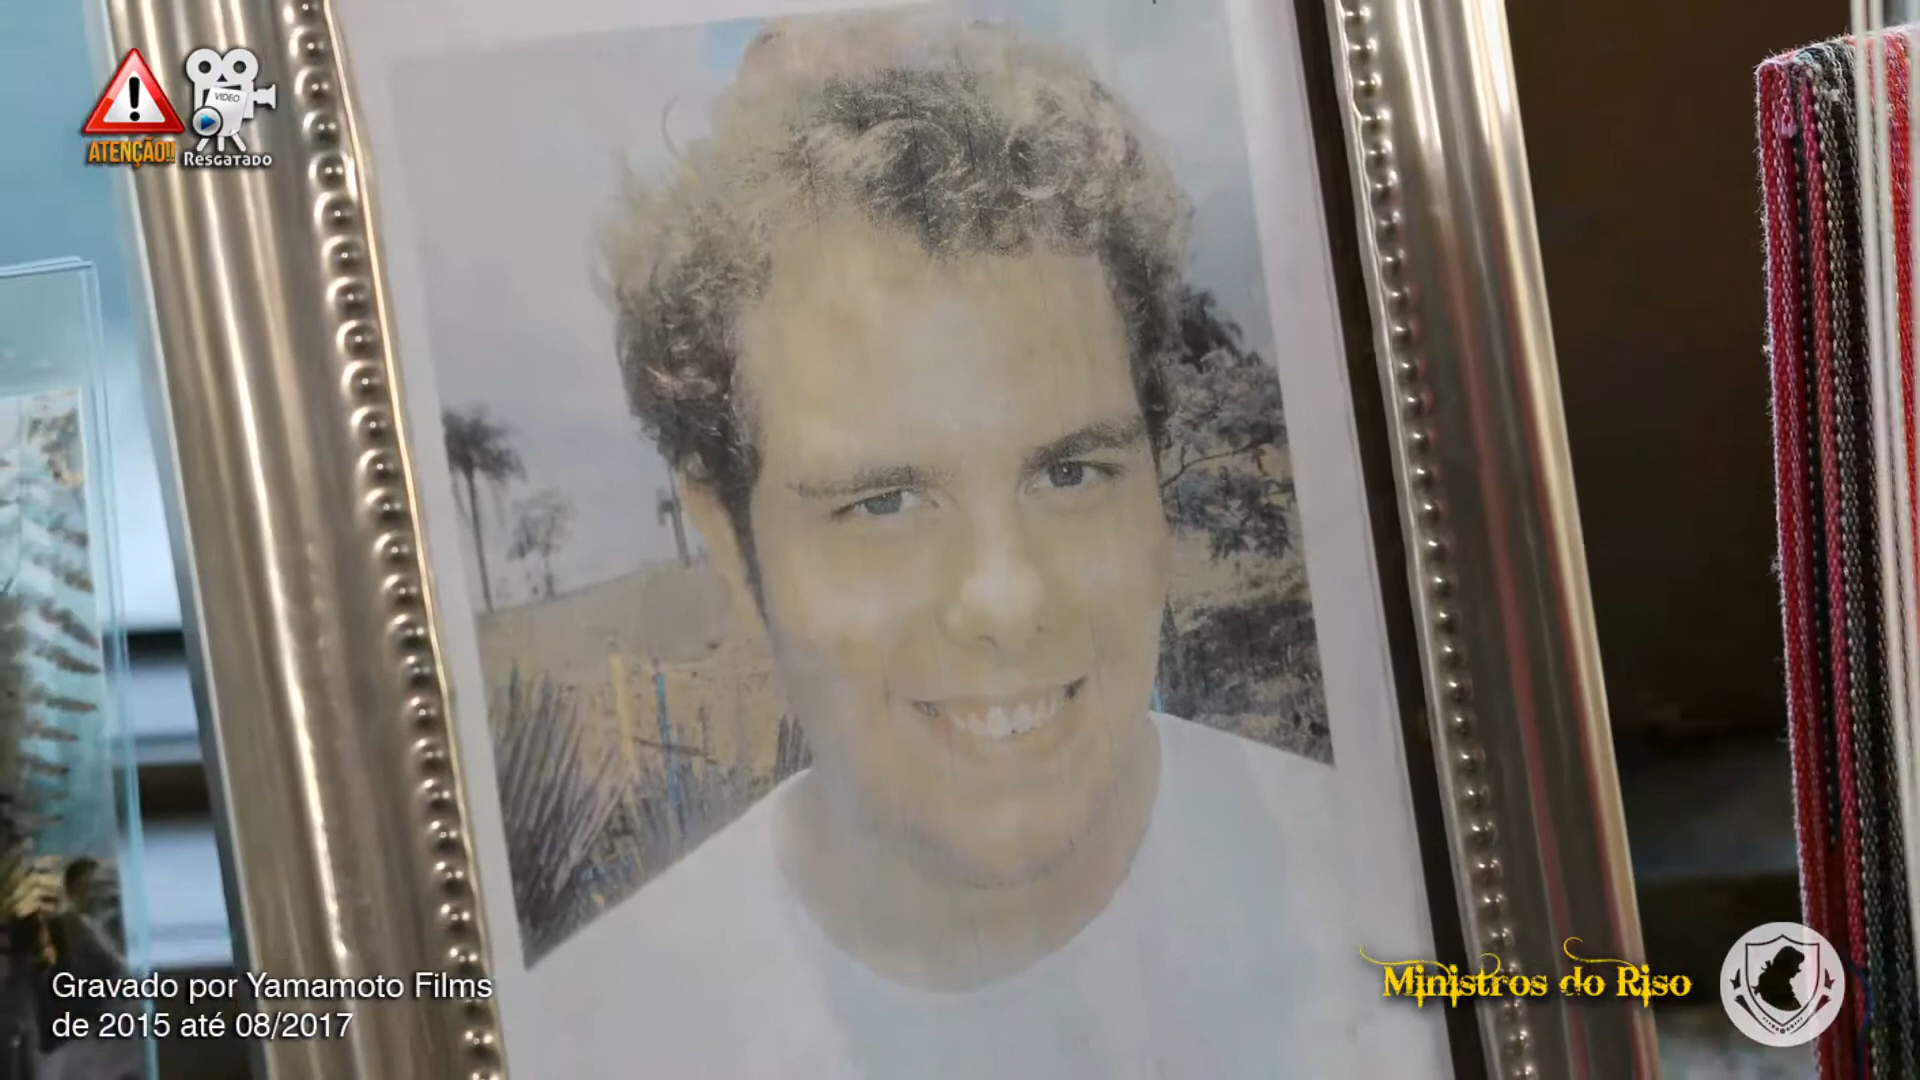 ATENÇÃO!!
VIDEO
RESGATADO
Gravado por Yamamoto Films
de 2015 até 08/2017
Ministros do Riso